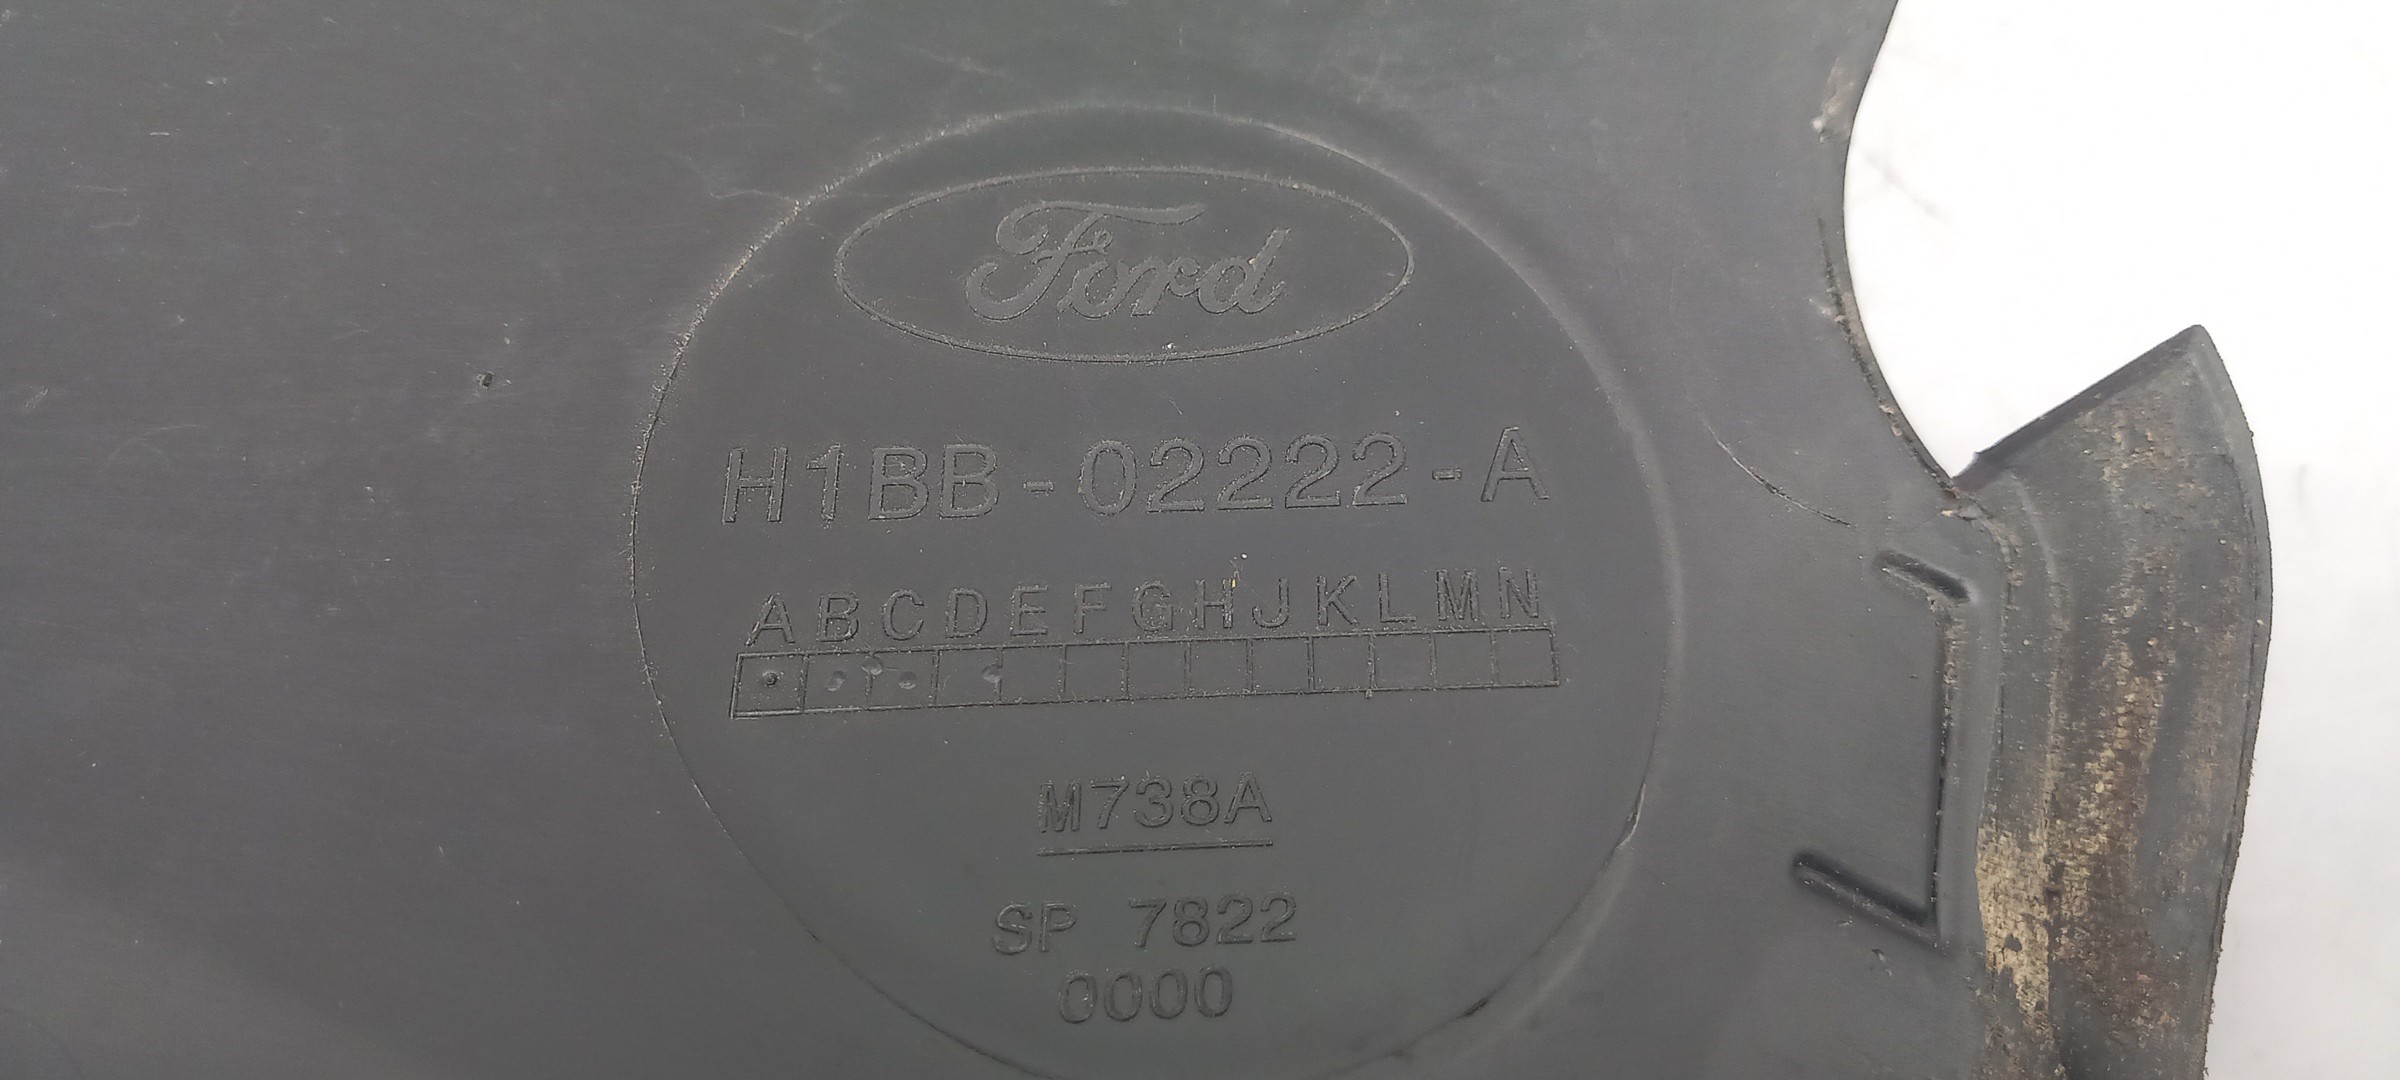 Ford
H1BB-02222-A
ABCDEFGHJKLMN
M738A
SP 7822
0000